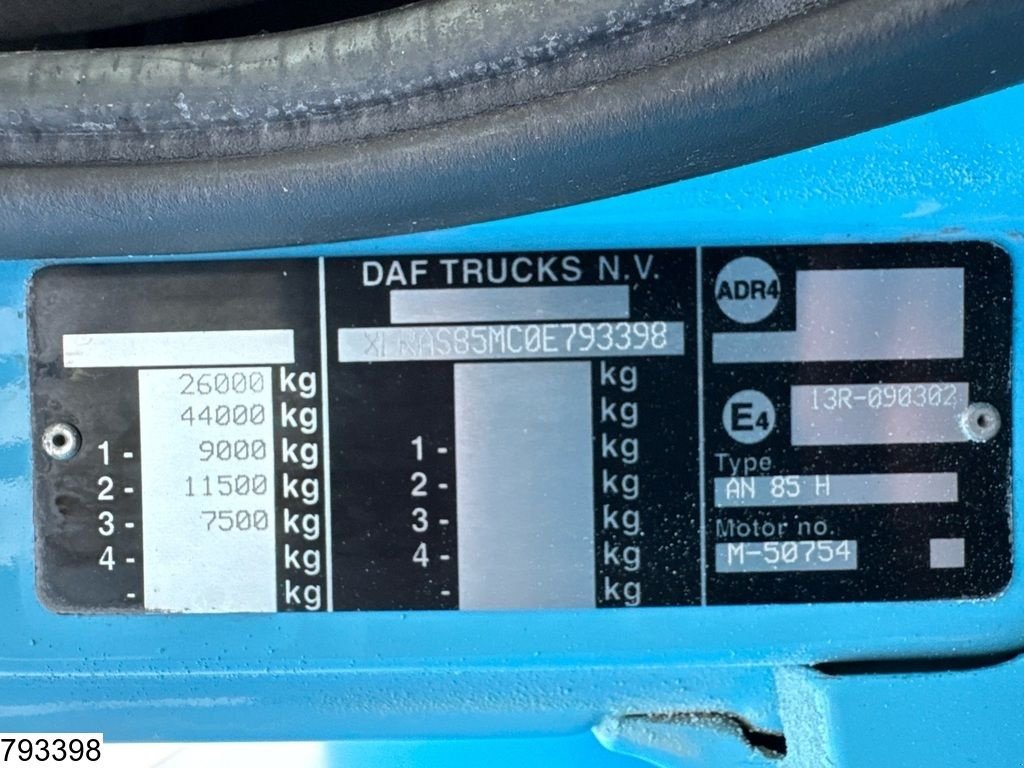 DAF TRUCKS N.V.
XLRAS85MC0E793398
26000 kg
44000 kg
1 - 9000 kg
2 - 11500 kg
3 - 7500 kg
4 - kg
- kg
kg
kg
1 - kg
2 - kg
3 - kg
4 - kg
- kg
ADR4
E4 13R-090302
Type
AN 85 H
Motor no.
M-50754
793398